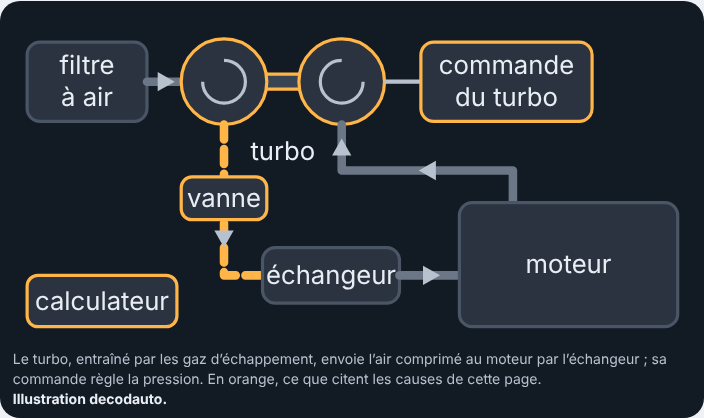 filtre
à air
commande
du turbo
turbo
vanne
échangeur
moteur
calculateur
Le turbo, entraîné par les gaz d’échappement, envoie l’air comprimé au moteur par l’échangeur ; sa
commande règle la pression. En orange, ce que citent les causes de cette page.
Illustration decodauto.